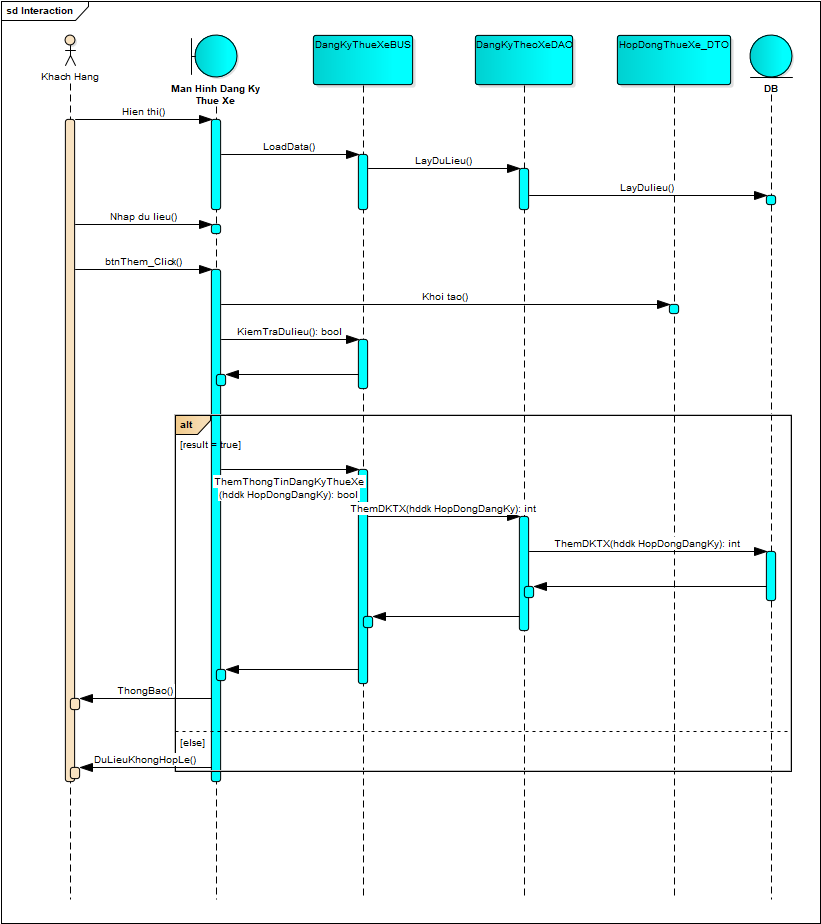 sd Interaction
Khach Hang
Man Hinh Dang Ky
Thue Xe
DangKyThueXeBUS
DangKyTheoXeDAO
HopDongThueXe_DTO
DB
Hien thi()
LoadData()
LayDuLieu()
LayDulieu()
Nhap du lieu()
btnThem_Click()
Khoi tao()
KiemTraDulieu(): bool
alt
[result = true]
ThemThongTinDangKyThueXe
(hddk HopDongDangKy): bool
ThemDKTX(hddk HopDongDangKy): int
ThemDKTX(hddk HopDongDangKy): int
ThongBao()
[else]
DuLieuKhongHopLe()